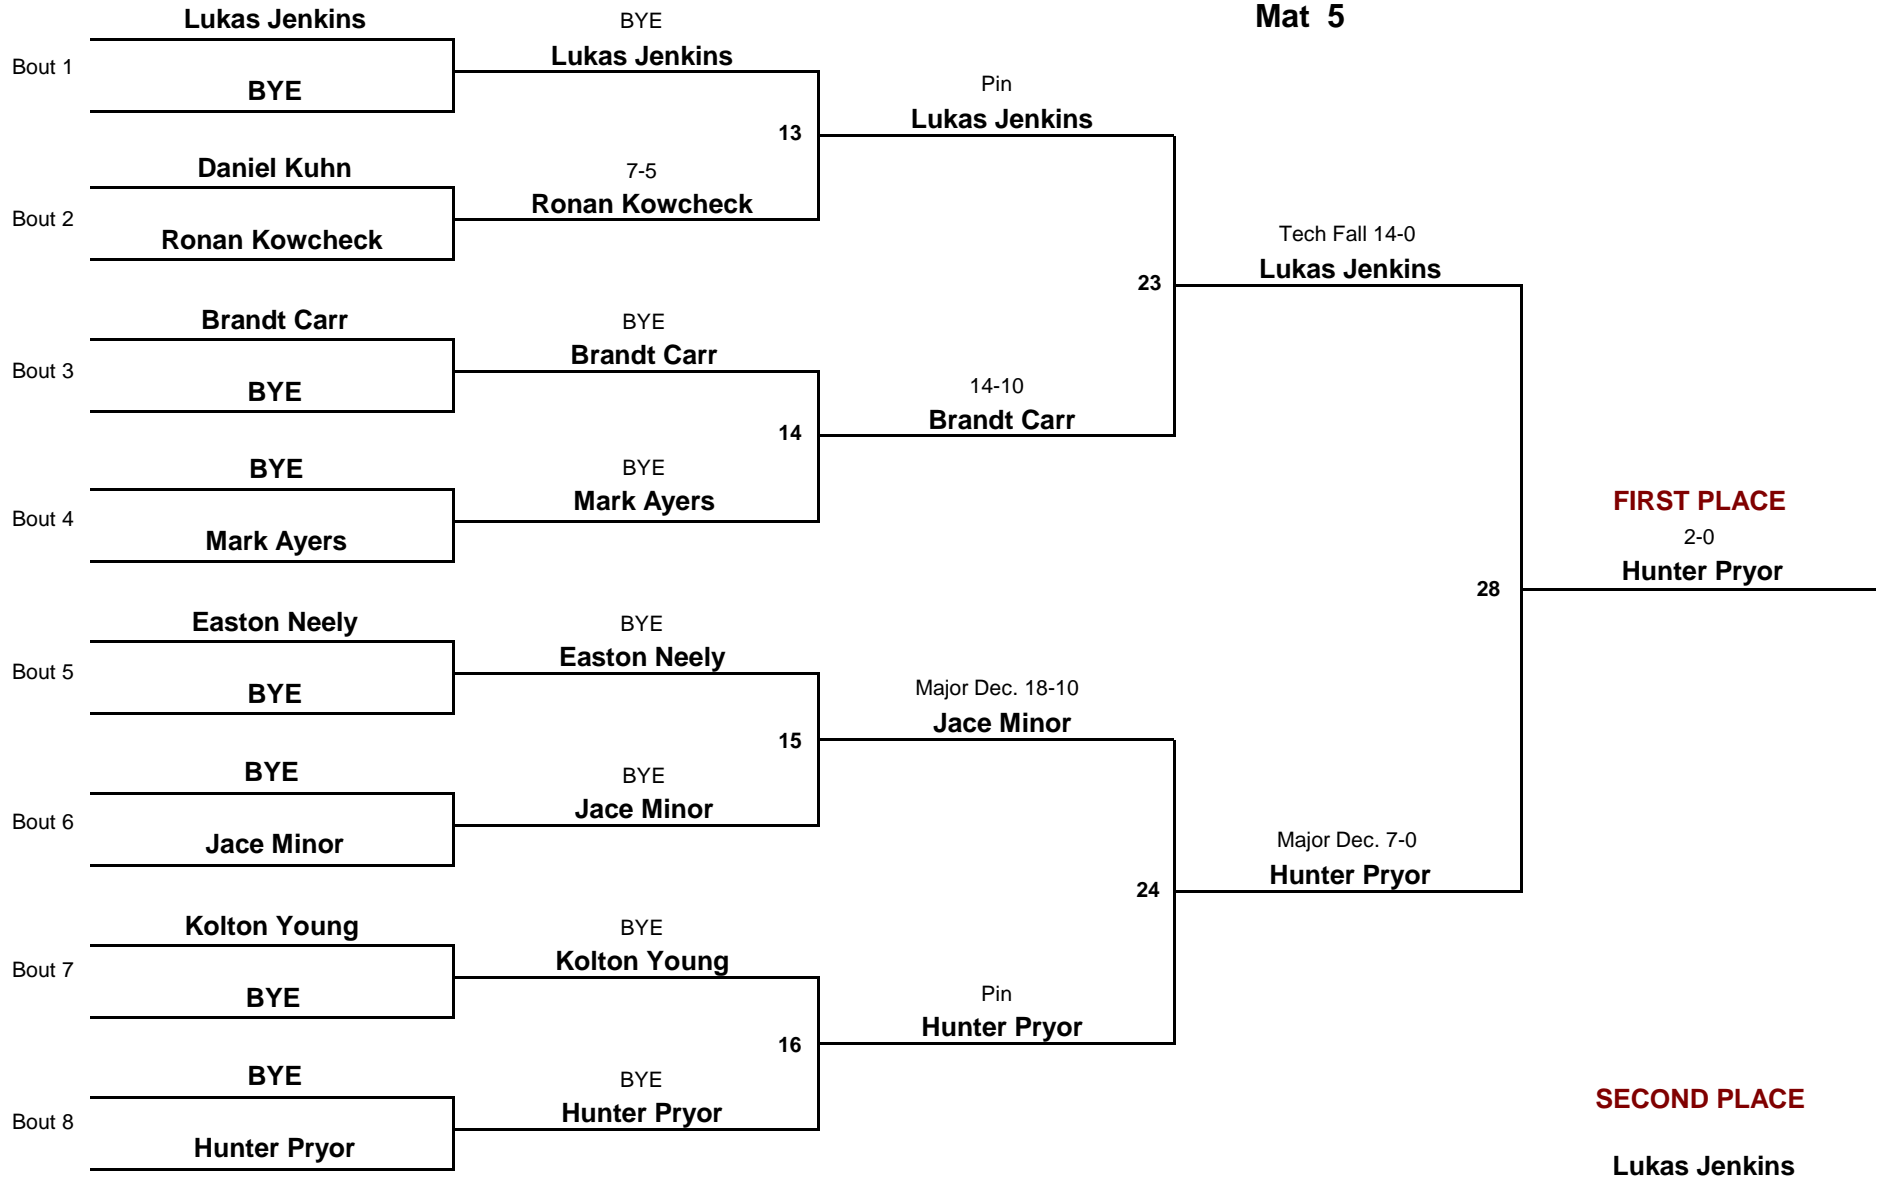 Mat 5
Lukas Jenkins
Bout 1
BYE
BYE
Lukas Jenkins
Daniel Kuhn
Bout 2
Ronan Kowcheck
7-5
Ronan Kowcheck
13
Pin
Lukas Jenkins
Brandt Carr
Bout 3
BYE
BYE
Brandt Carr
BYE
Bout 4
Mark Ayers
BYE
Mark Ayers
14
14-10
Brandt Carr
23
Tech Fall 14-0
Lukas Jenkins
Easton Neely
Bout 5
BYE
BYE
Easton Neely
BYE
Bout 6
Jace Minor
BYE
Jace Minor
15
Major Dec. 18-10
Jace Minor
Kolton Young
Bout 7
BYE
BYE
Kolton Young
BYE
Bout 8
Hunter Pryor
BYE
Hunter Pryor
16
Pin
Hunter Pryor
24
Major Dec. 7-0
Hunter Pryor
28
FIRST PLACE
2-0
Hunter Pryor
SECOND PLACE
Lukas Jenkins